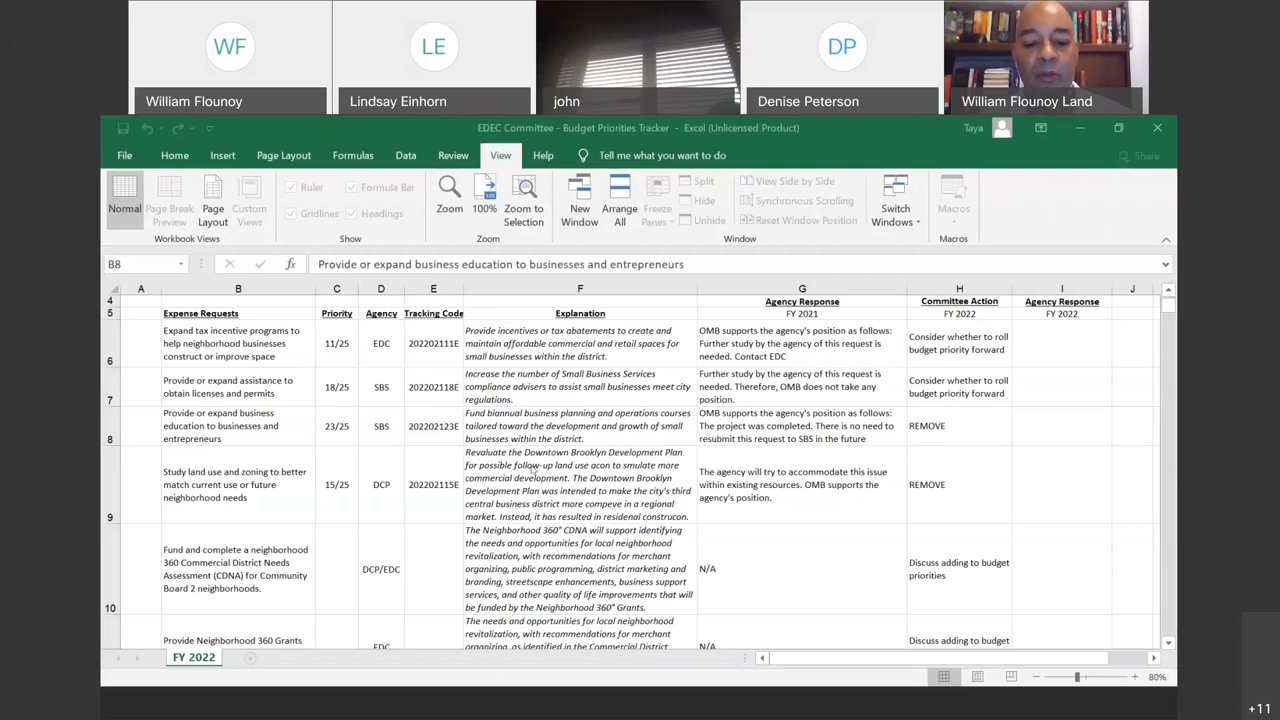 WF
LE
DP
William Flounoy
Lindsay Einhorn
john
Denise Peterson
William Flounoy Land
EDEC Committee - Budget Priorities Tracker - Excel (Unlicensed Product)
Taya
File Home Insert Page Layout Formulas Data Review View Help Tell me what you want to do Share
Normal
Page Break
Preview
Page
Layout
Custom
Views
Workbook Views
Ruler
Formula Bar
Gridlines
Headings
Show
Zoom
100
100%
Zoom to
Selection
Zoom
New
Window
Arrange
All
Freeze
Panes
Split
Hide
Unhide
View Side by Side
Synchronous Scrolling
Reset Window Position
Switch
Windows
Window
Macros
Macros
B8
fx
Provide or expand business education to businesses and entrepreneurs
A B C D E F G H I J
4
Agency Response
Committee Action
Agency Response
5
Expense Requests
Priority
Agency
Tracking Code
Explanation
FY 2021
FY 2022
FY 2022
6
Expand tax incentive programs to
help neighborhood businesses
construct or improve space
11/25
EDC
202202111E
Provide incentives or tax abatements to create and
maintain affordable commercial and retail spaces for
small businesses within the district.
OMB supports the agency's position as follows:
Further study by the agency of this request is
needed. Contact EDC
Consider whether to roll
budget priority forward
7
Provide or expand assistance to
obtain licenses and permits
18/25
SBS
202202118E
Increase the number of Small Business Services
compliance advisers to assist small businesses meet city
regulations.
Further study by the agency of this request is
needed. Therefore, OMB does not take any
position.
Consider whether to roll
budget priority forward
8
Provide or expand business
education to businesses and
entrepreneurs
23/25
SBS
202202123E
Fund biannual business planning and operations courses
tailored toward the development and growth of small
businesses within the district.
OMB supports the agency's position as follows:
The project was completed. There is no need to
resubmit this request to SBS in the future
REMOVE
9
Study land use and zoning to better
match current use or future
neighborhood needs
15/25
DCP
202202115E
Revaluate the Downtown Brooklyn Development Plan
for possible follow-up land use acon to smulate more
commercial development. The Downtown Brooklyn
Development Plan was intended to make the city's third
central business district more compeve in a regional
market. Instead, it has resulted in residenal construcon.
The agency will try to accommodate this issue
within existing resources. OMB supports the
agency's position.
REMOVE
10
Fund and complete a neighborhood
360 Commercial District Needs
Assessment (CDNA) for Community
Board 2 neighborhoods.
DCP/EDC
The Neighborhood 360° CDNA will support identifying
the needs and opportunities for local neighborhood
revitalization, with recommendations for merchant
organizing, public programming, district marketing and
branding, streetscape enhancements, business support
services, and other quality of life improvements that will
be funded by the Neighborhood 360° Grants.
N/A
Discuss adding to budget
priorities
Provide Neighborhood 360 Grants
EDC
The needs and opportunities for local neighborhood
revitalization, with recommendations for merchant
organizing, as identified in the Commercial District
N/A
Discuss adding to budget
FY 2022
80%
+11